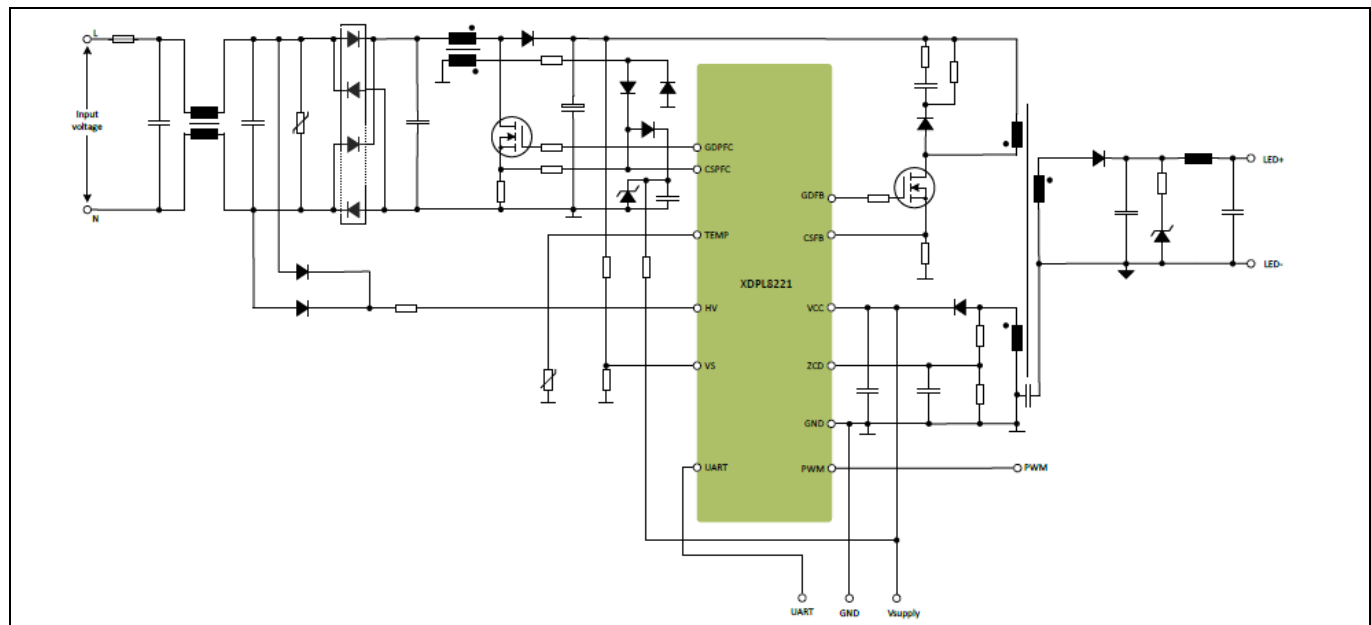 L
Input
voltage
N
GDPFC
CSPFC
TEMP
HV
VS
UART
XDPL8221
GDFB
CSFB
VCC
ZCD
GND
PWM
PWM
LED+
LED-
UART
GND
Vsupply